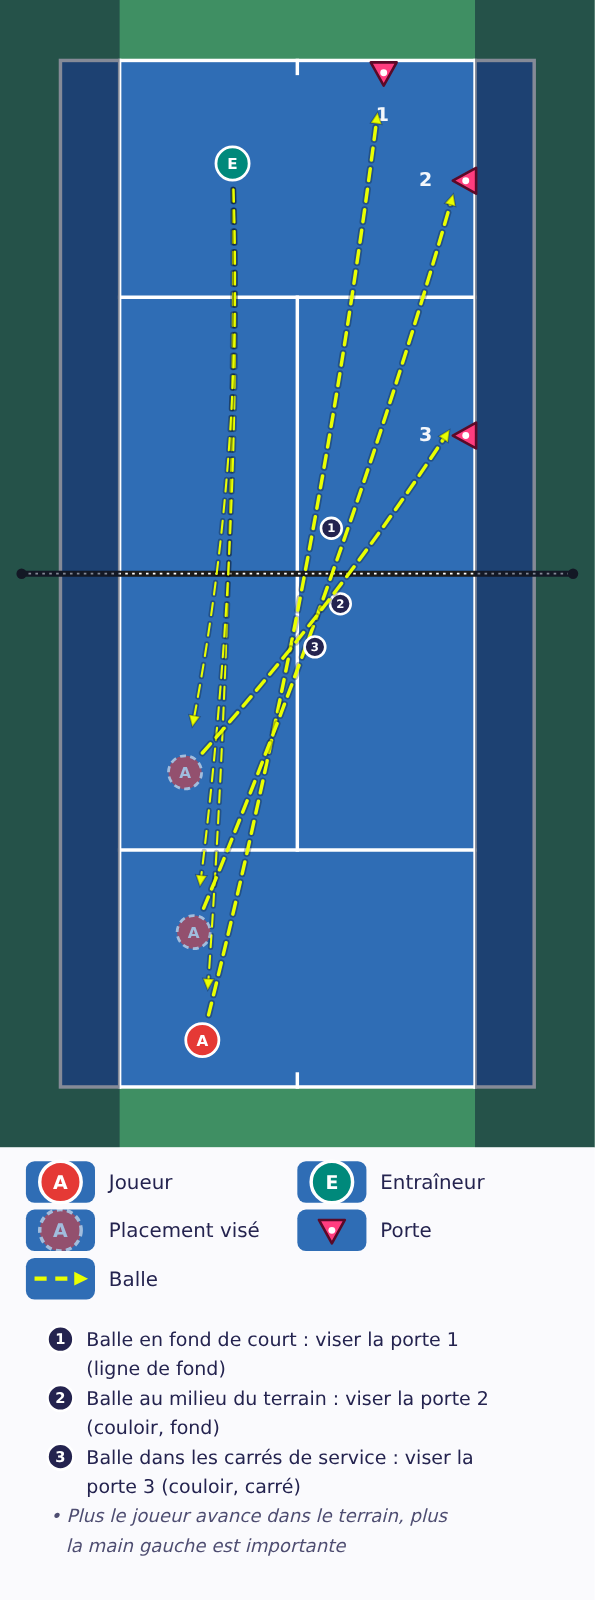 1
E
2
3
1
2
3
A
A
A
A Joueur
E Entraîneur
A Placement visé
Porte
Balle
1 Balle en fond de court : viser la porte 1
(ligne de fond)
2 Balle au milieu du terrain : viser la porte 2
(couloir, fond)
3 Balle dans les carrés de service : viser la
porte 3 (couloir, carré)
• Plus le joueur avance dans le terrain, plus
la main gauche est importante